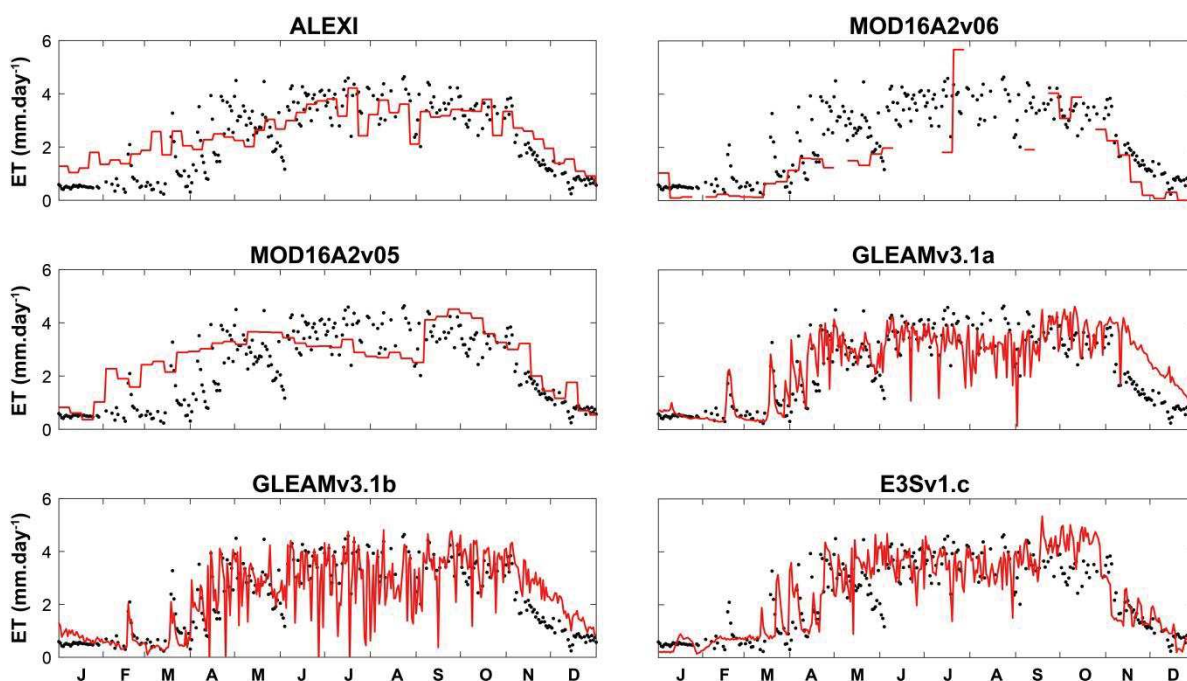 ALEXI
MOD16A2v06
6
4
2
0
ET (mm.day-1)
MOD16A2v05
GLEAMv3.1a
6
4
2
0
ET (mm.day-1)
GLEAMv3.1b
E3Sv1.c
6
4
2
0
ET (mm.day-1)
J F M A M J J A S O N D
J F M A M J J A S O N D